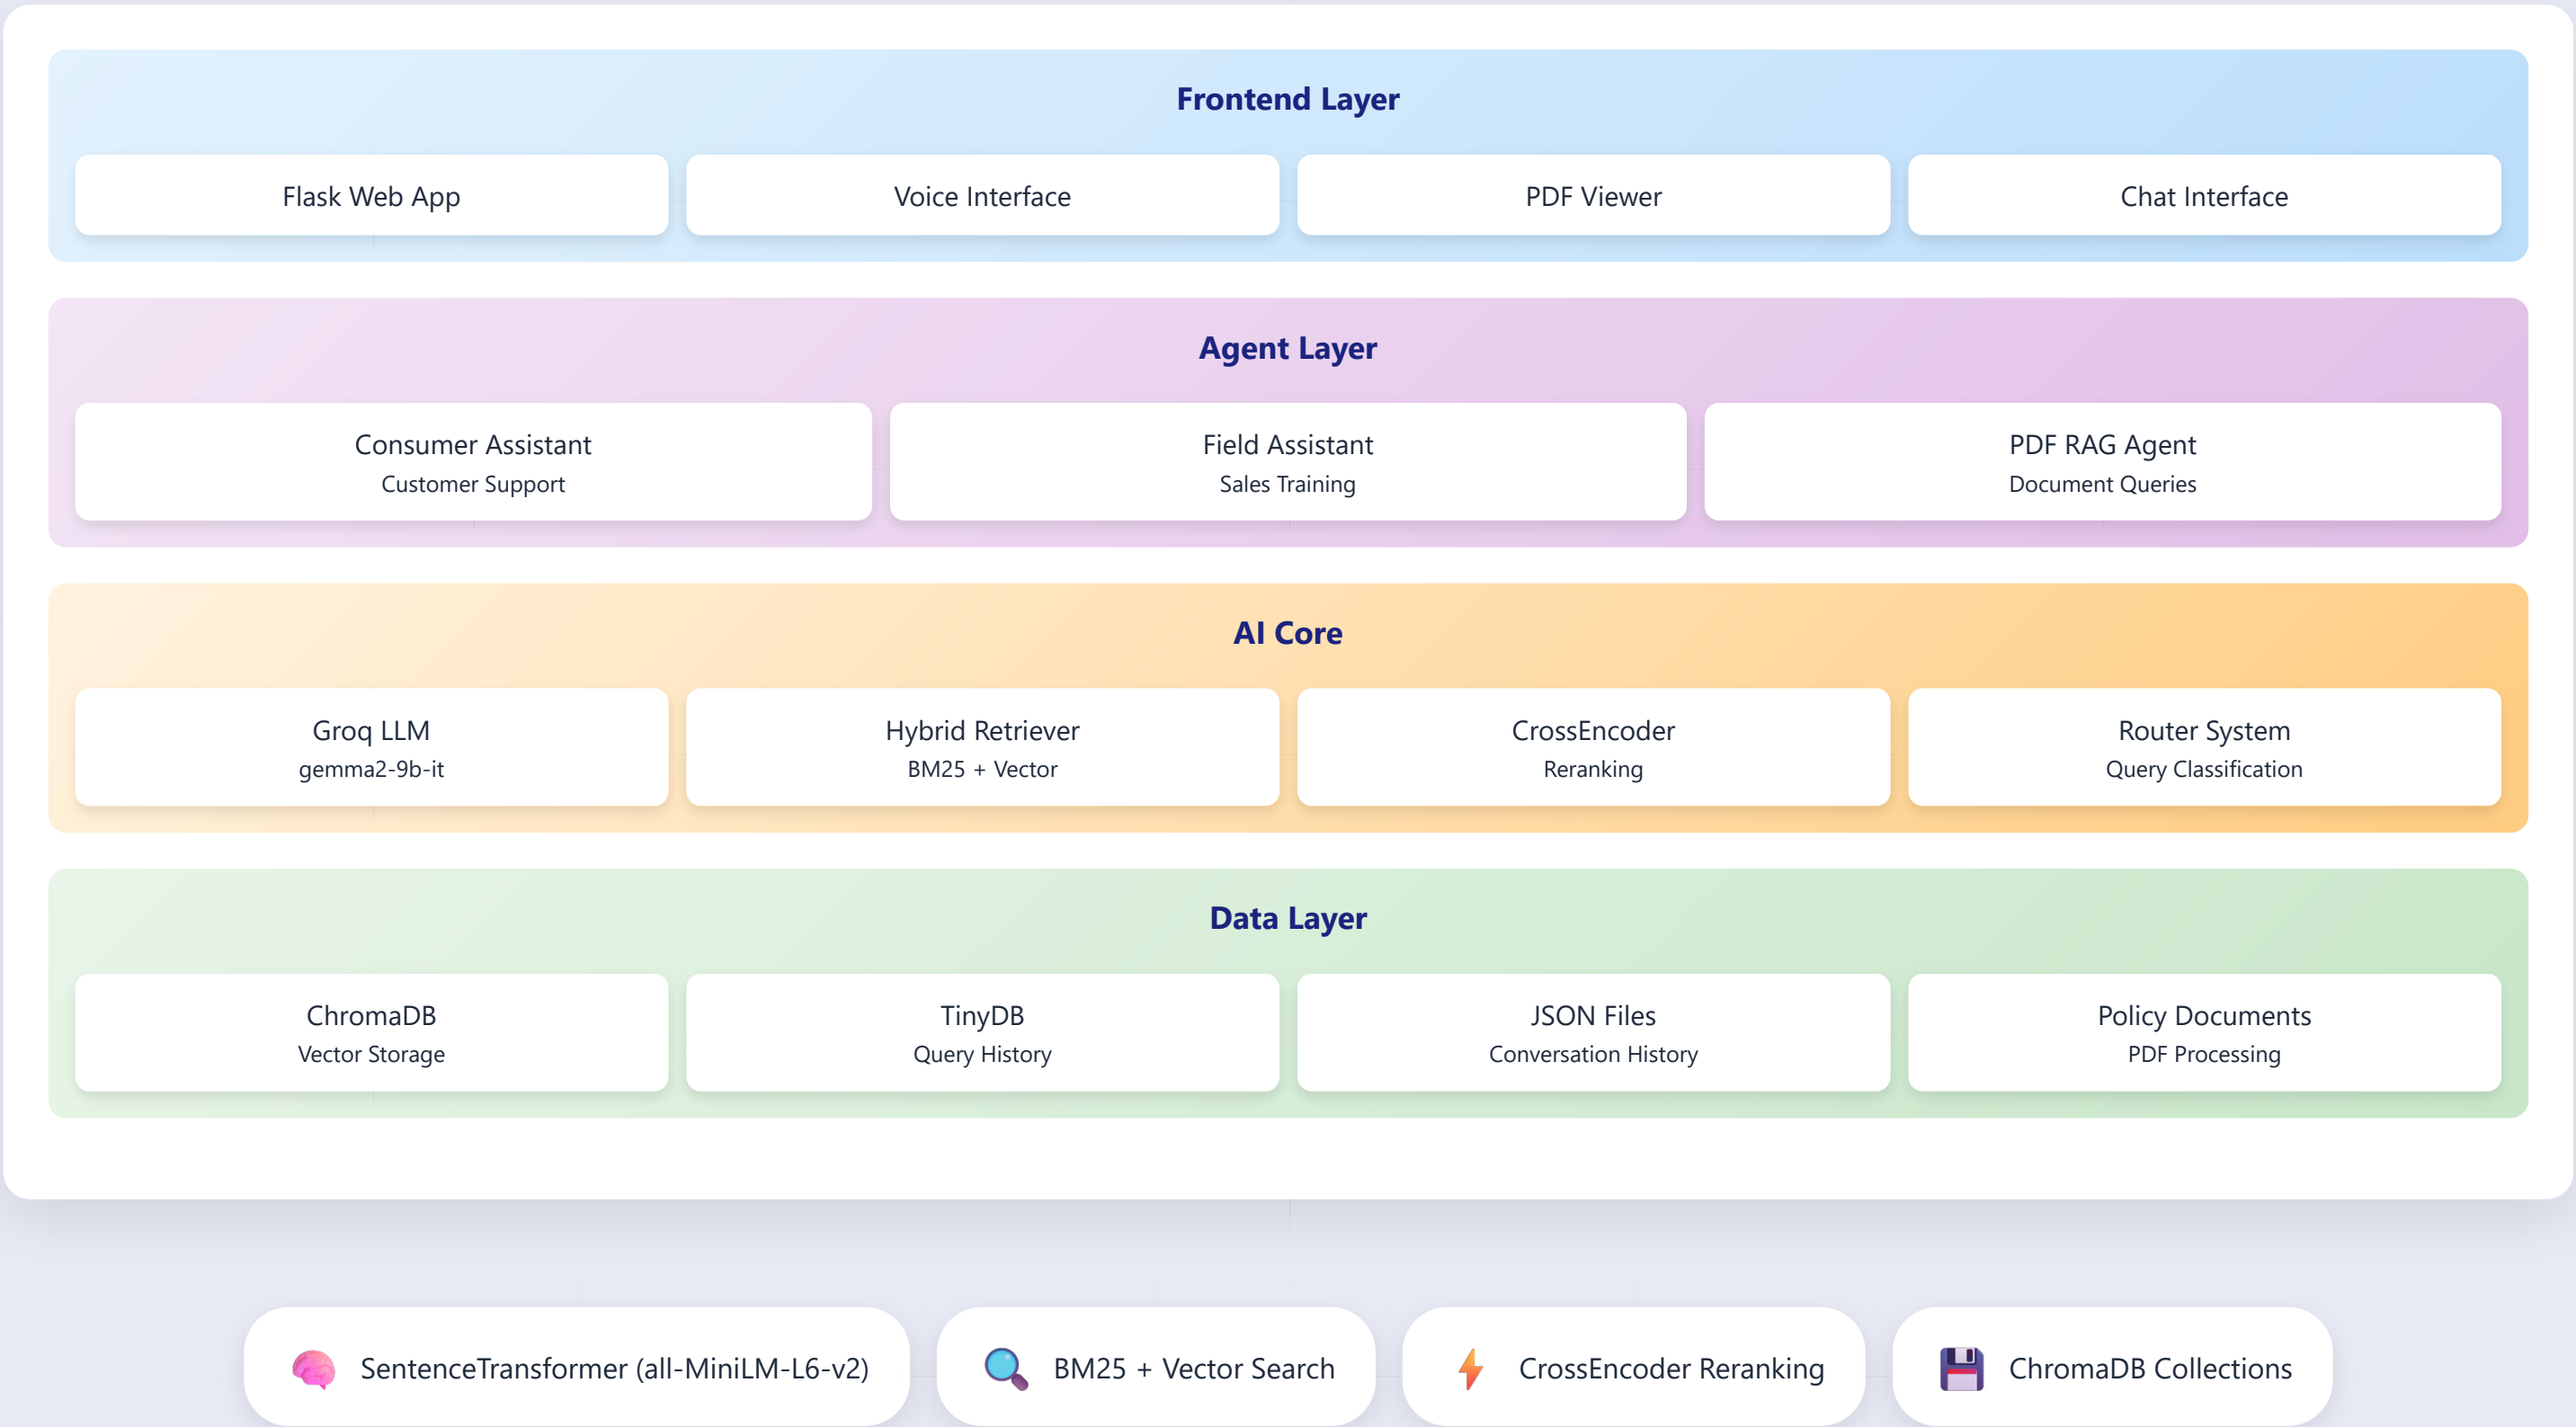 Frontend Layer
Flask Web App
Voice Interface
PDF Viewer
Chat Interface
Agent Layer
Consumer Assistant
Customer Support
Field Assistant
Sales Training
PDF RAG Agent
Document Queries
AI Core
Groq LLM
gemma2-9b-it
Hybrid Retriever
BM25 + Vector
CrossEncoder
Reranking
Router System
Query Classification
Data Layer
ChromaDB
Vector Storage
TinyDB
Query History
JSON Files
Conversation History
Policy Documents
PDF Processing
SentenceTransformer (all-MiniLM-L6-v2)
BM25 + Vector Search
CrossEncoder Reranking
ChromaDB Collections